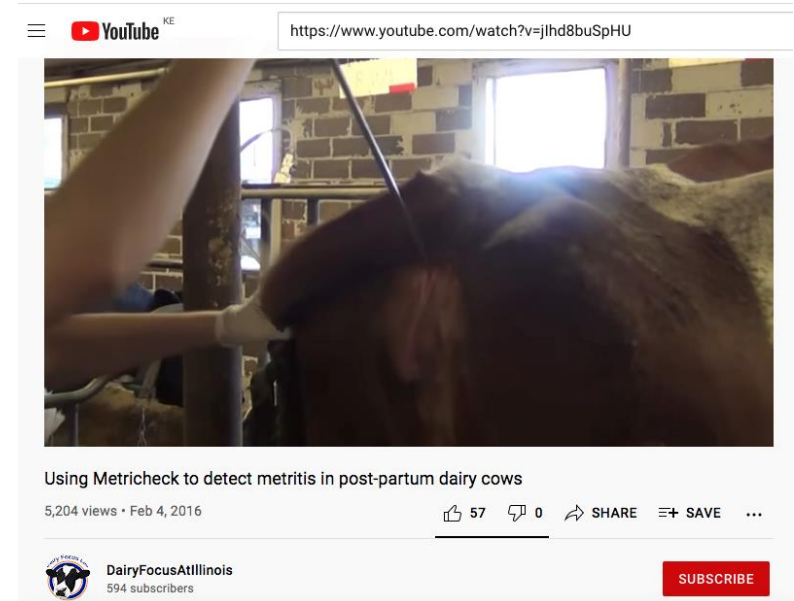 YouTube KE
https://www.youtube.com/watch?v=jIhd8buSpHU
Using Metricheck to detect metritis in post-partum dairy cows
5,204 views • Feb 4, 2016
57 0 SHARE SAVE ...
DairyFocusAtIllinois
594 subscribers
SUBSCRIBE